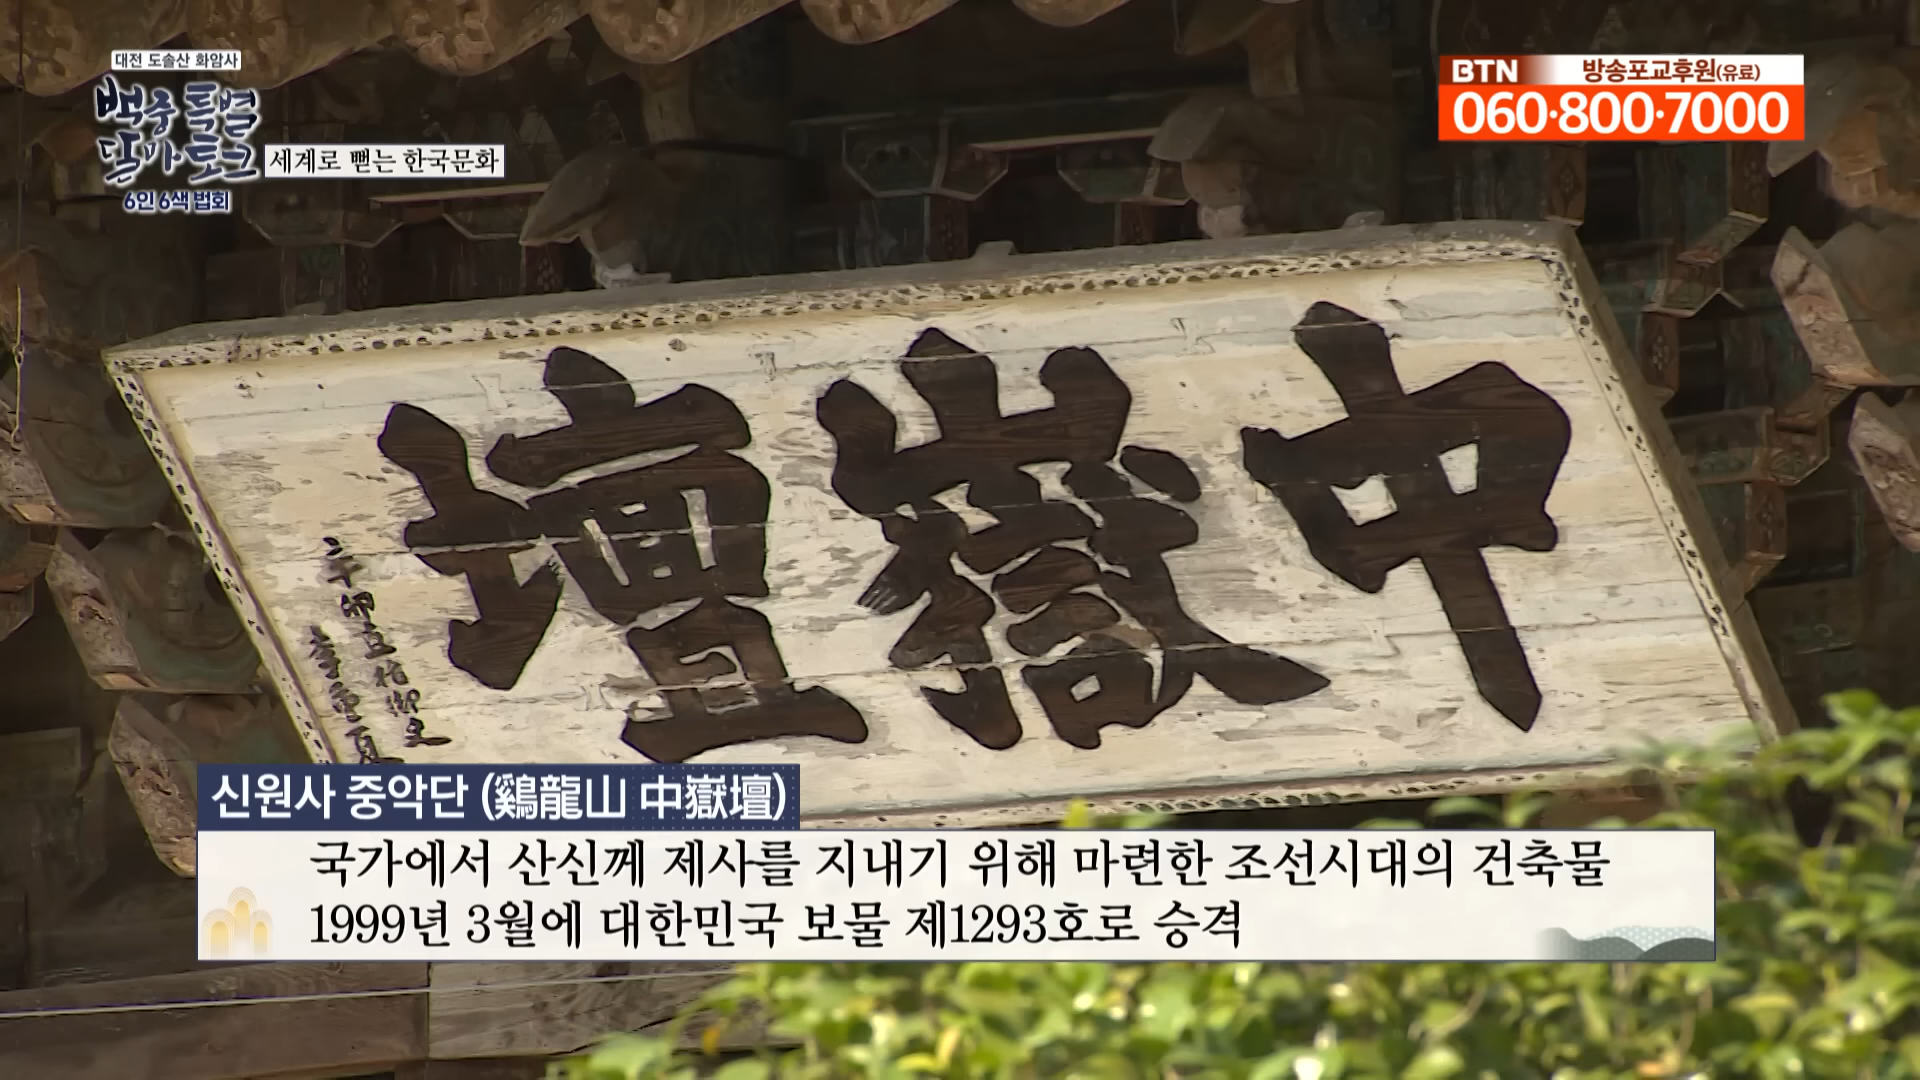 대전 도솔산 화암사
백중 특별
달마토크
6인 6색 법회
세계로 뻗는 한국문화
BTN 방송포교후원(유료)
060·800·7000
中嶽壇
辛卯
신원사 중악단 (鷄龍山 中嶽壇)
국가에서 산신께 제사를 지내기 위해 마련한 조선시대의 건축물
1999년 3월에 대한민국 보물 제1293호로 승격